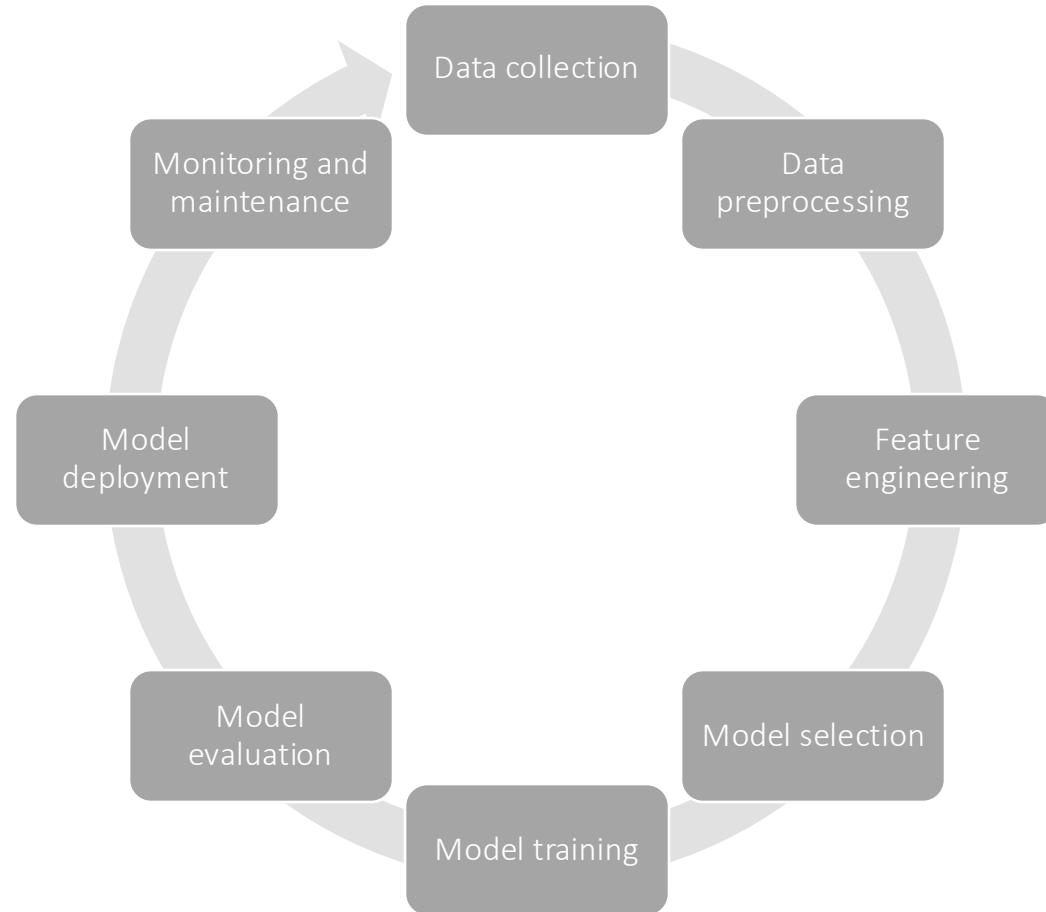 Data collection
Data
preprocessing
Feature
engineering
Model selection
Model training
Model
evaluation
Model
deployment
Monitoring and
maintenance